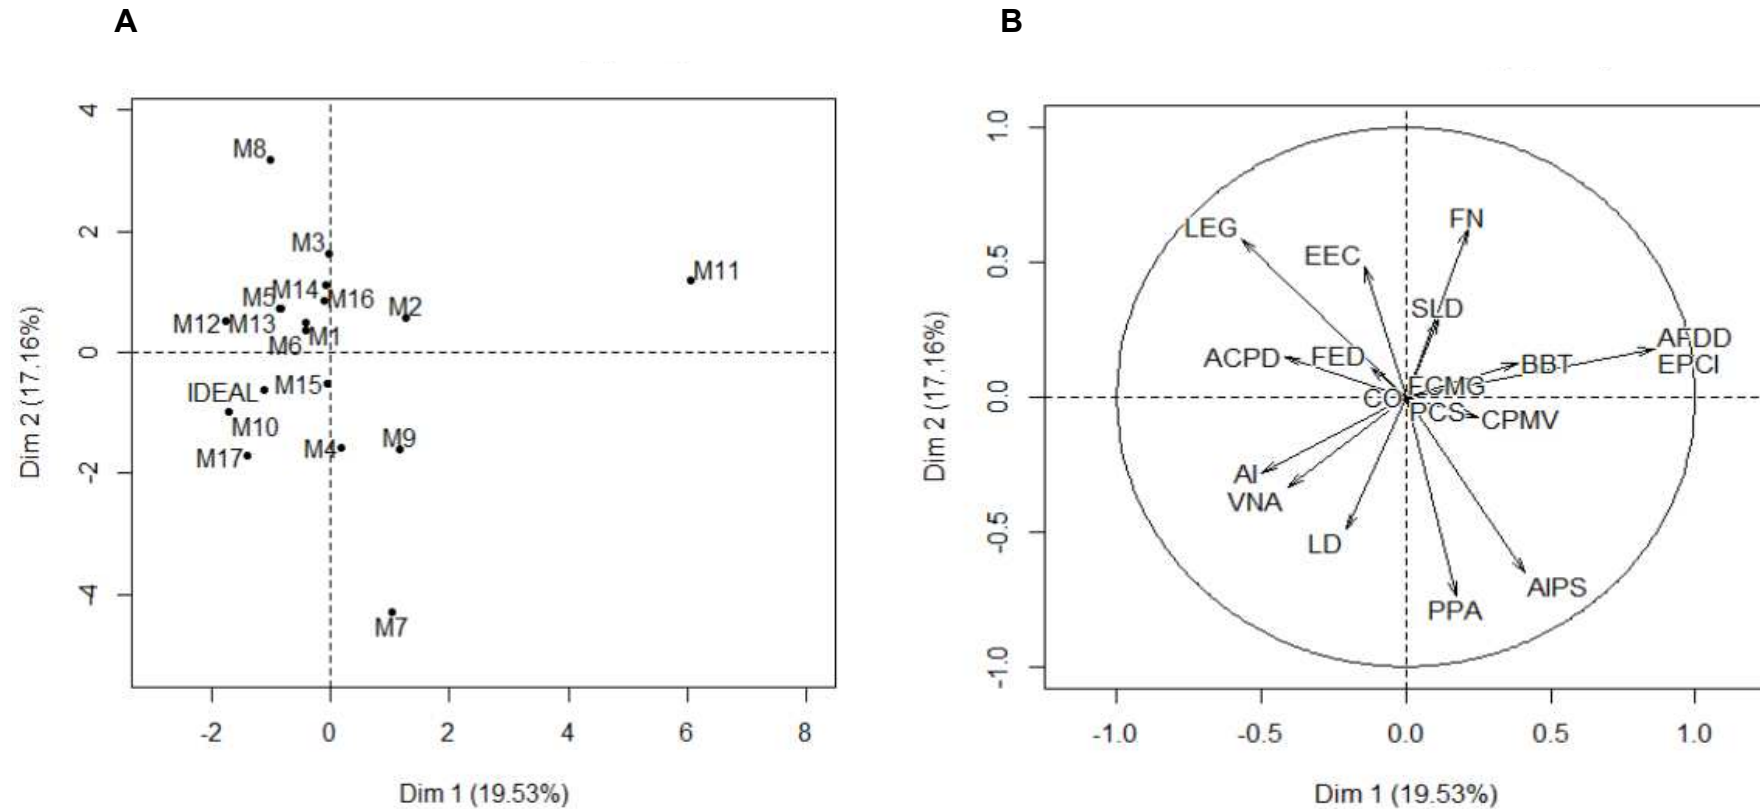 A
4
2
0
-2
-4
Dim 2 (17.16%)
M8
M3
M11
M14
M5
M16
M2
M12
M13
M1
M6
M15
IDEAL
M10
M9
M4
M17
M7
-2
0
2
4
6
8
Dim 1 (19.53%)
B
1.0
0.5
0.0
-0.5
-1.0
Dim 2 (17.16%)
FN
LEG
EEC
SLD
AFDD
ACPD
FED
BBT
EPCI
FCMG
CO
PCS
CPMV
AI
VNA
LD
AIPS
PPA
-1.0
-0.5
0.0
0.5
1.0
Dim 1 (19.53%)